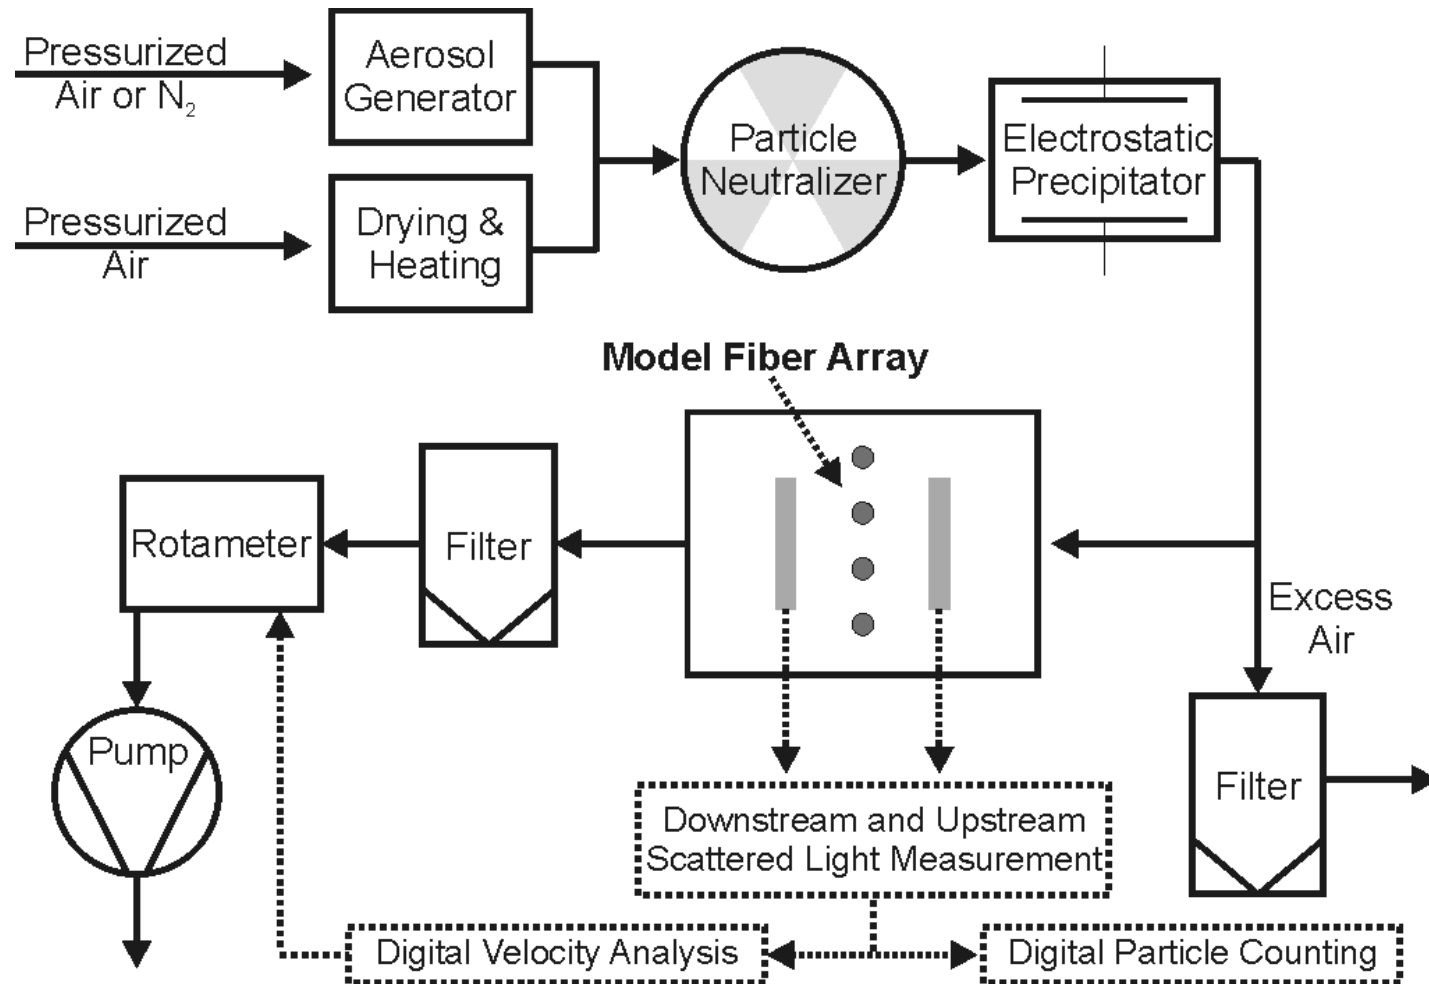 Pressurized
Air or N₂
Aerosol
Generator
Pressurized
Air
Drying &
Heating
Particle
Neutralizer
Electrostatic
Precipitator
Model Fiber Array
Rotameter
Filter
Excess
Air
Pump
Filter
Downstream and Upstream
Scattered Light Measurement
Digital Velocity Analysis
Digital Particle Counting